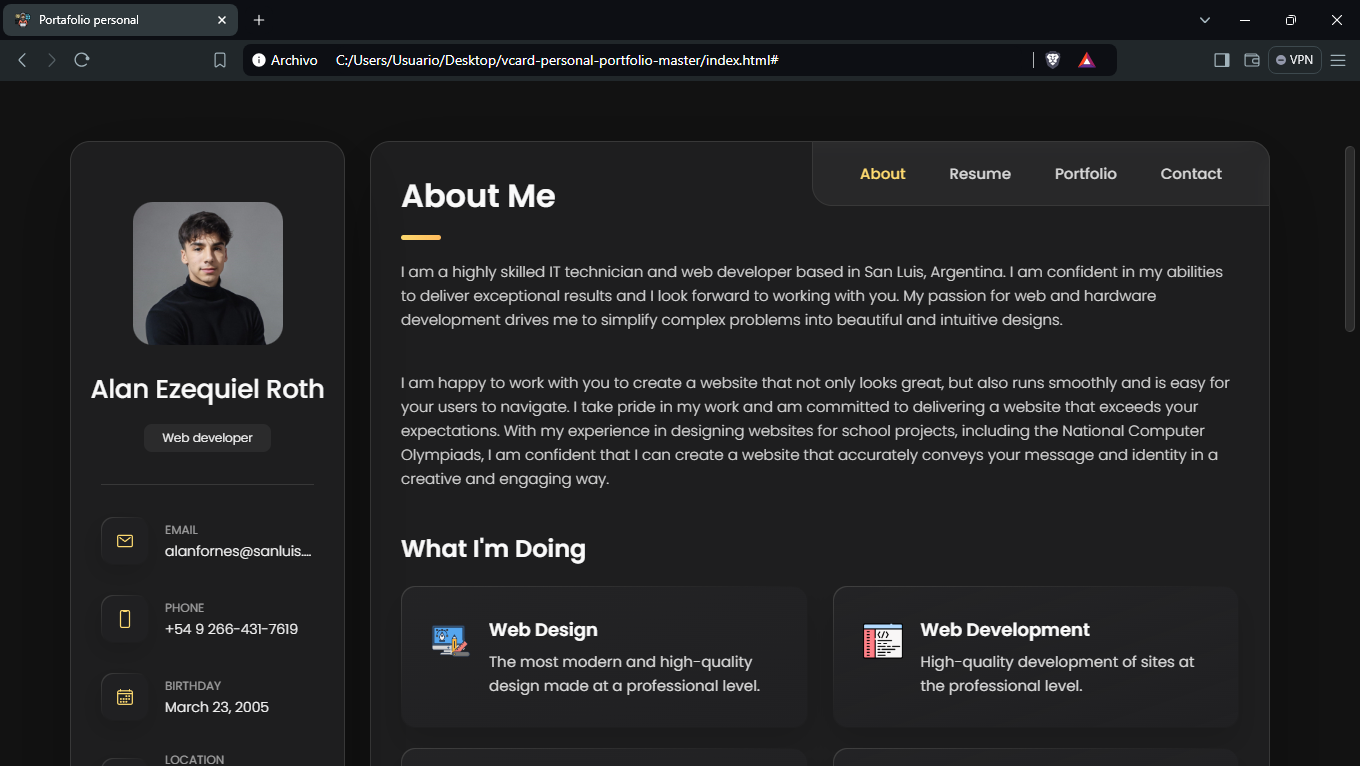 Portafolio personal
Archivo C:/Users/Usuario/Desktop/vcard-personal-portfolio-master/index.html#
VPN
Alan Ezequiel Roth
Web developer
EMAIL
alanfornes@sanluis....
PHONE
+54 9 266-431-7619
BIRTHDAY
March 23, 2005
LOCATION
About Resume Portfolio Contact
About Me
I am a highly skilled IT technician and web developer based in San Luis, Argentina. I am confident in my abilities
to deliver exceptional results and I look forward to working with you. My passion for web and hardware
development drives me to simplify complex problems into beautiful and intuitive designs.
I am happy to work with you to create a website that not only looks great, but also runs smoothly and is easy for
your users to navigate. I take pride in my work and am committed to delivering a website that exceeds your
expectations. With my experience in designing websites for school projects, including the National Computer
Olympiads, I am confident that I can create a website that accurately conveys your message and identity in a
creative and engaging way.
What I'm Doing
Web Design
The most modern and high-quality
design made at a professional level.
Web Development
High-quality development of sites at
the professional level.